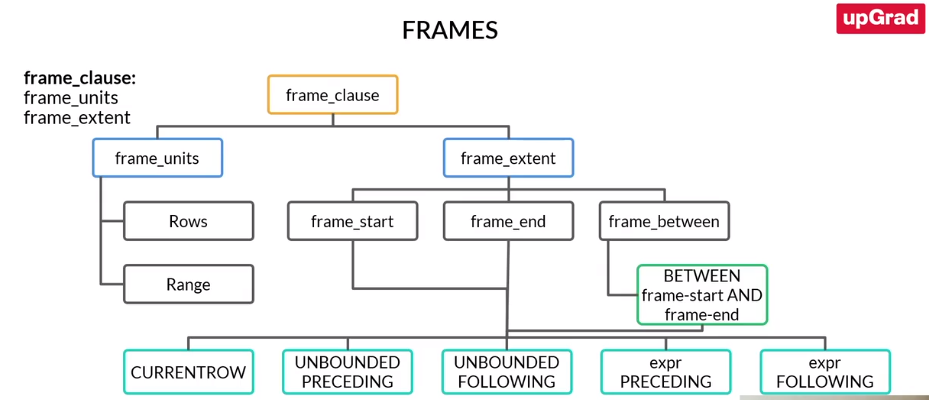 upGrad
FRAMES
frame_clause:
frame_units
frame_extent
frame_clause
frame_units
frame_extent
Rows
frame_start
frame_end
frame_between
Range
BETWEEN
frame-start AND
frame-end
CURRENTROW
UNBOUNDED
PRECEDING
UNBOUNDED
FOLLOWING
expr
PRECEDING
expr
FOLLOWING